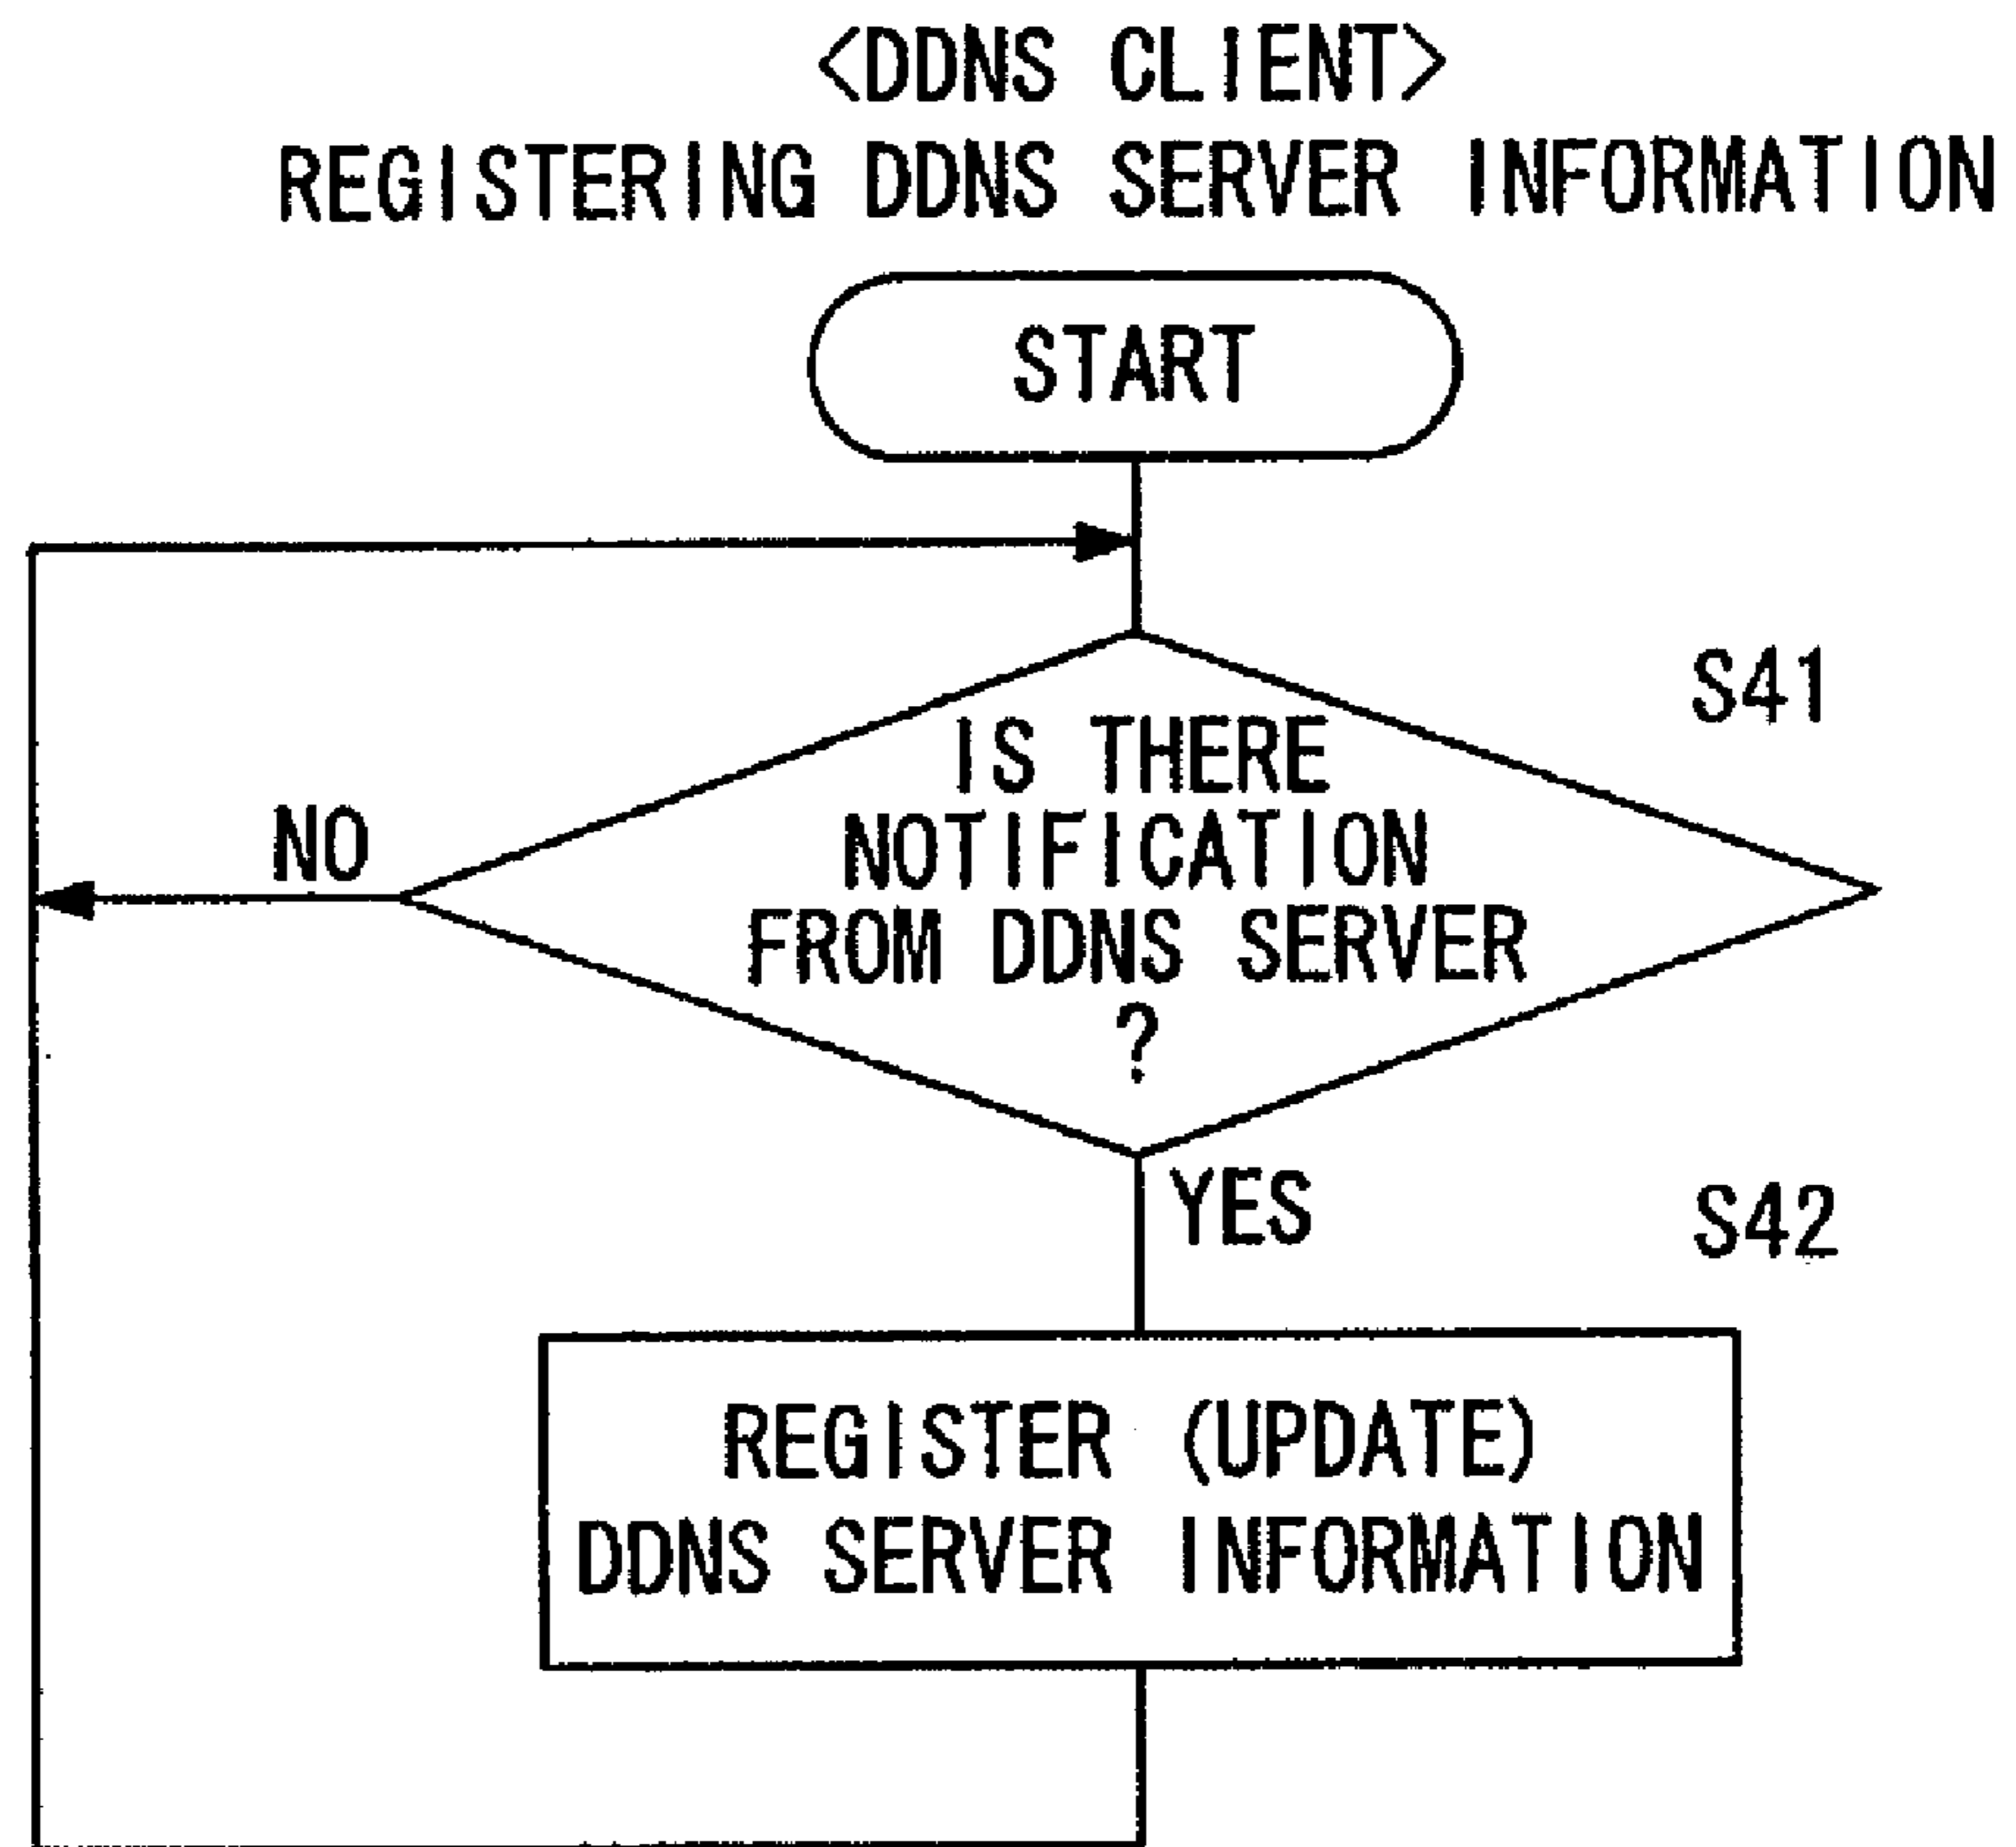 <DDNS CLIENT>
REGISTERING DDNS SERVER INFORMATION
START
S41
IS THERE
NOTIFICATION
FROM DDNS SERVER
?
NO
YES
S42
REGISTER (UPDATE)
DDNS SERVER INFORMATION